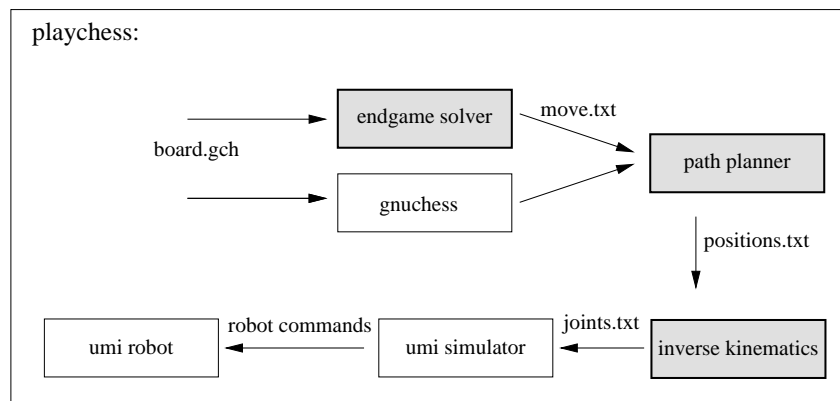 playchess:
endgame solver
move.txt
board.gch
path planner
gnuchess
positions.txt
robot commands
joints.txt
umi robot
umi simulator
inverse kinematics